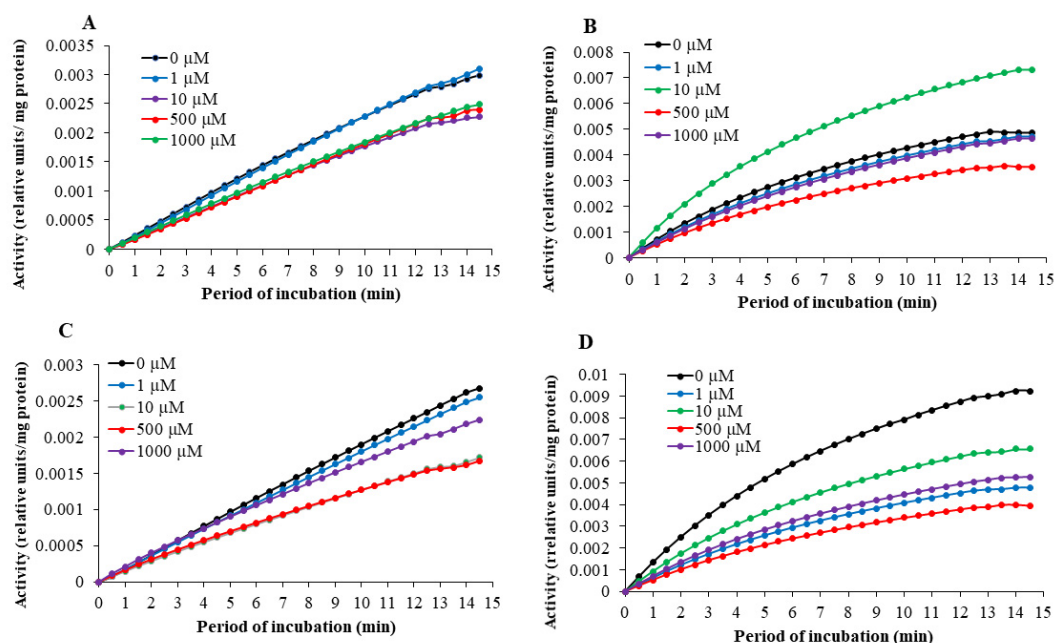 A
Activity (relative units/ mg protein)
0.0035
0.003
0.0025
0.002
0.0015
0.001
0.0005
0
0 µM
1 µM
10 µM
500 µM
1000 µM
0 1 2 3 4 5 6 7 8 9 10 11 12 13 14 15
Period of incubation (min)
B
Activity (relative units/mg protein)
0.008
0.007
0.006
0.005
0.004
0.003
0.002
0.001
0
0 µM
1 µM
10 µM
500 µM
1000 µM
0 1 2 3 4 5 6 7 8 9 10 11 12 13 14 15
Period of incubation (min)
C
Activity (relative units/mg protein)
0.003
0.0025
0.002
0.0015
0.001
0.0005
0
0 µM
1 µM
10 µM
500 µM
1000 µM
0 1 2 3 4 5 6 7 8 9 10 11 12 13 14 15
Period of incubation (min)
D
Activity (rrelative units/mg protein)
0.01
0.009
0.008
0.007
0.006
0.005
0.004
0.003
0.002
0.001
0
0 µM
1 µM
10 µM
500 µM
1000 µM
0 1 2 3 4 5 6 7 8 9 10 11 12 13 14 15
Period of incubation (min)